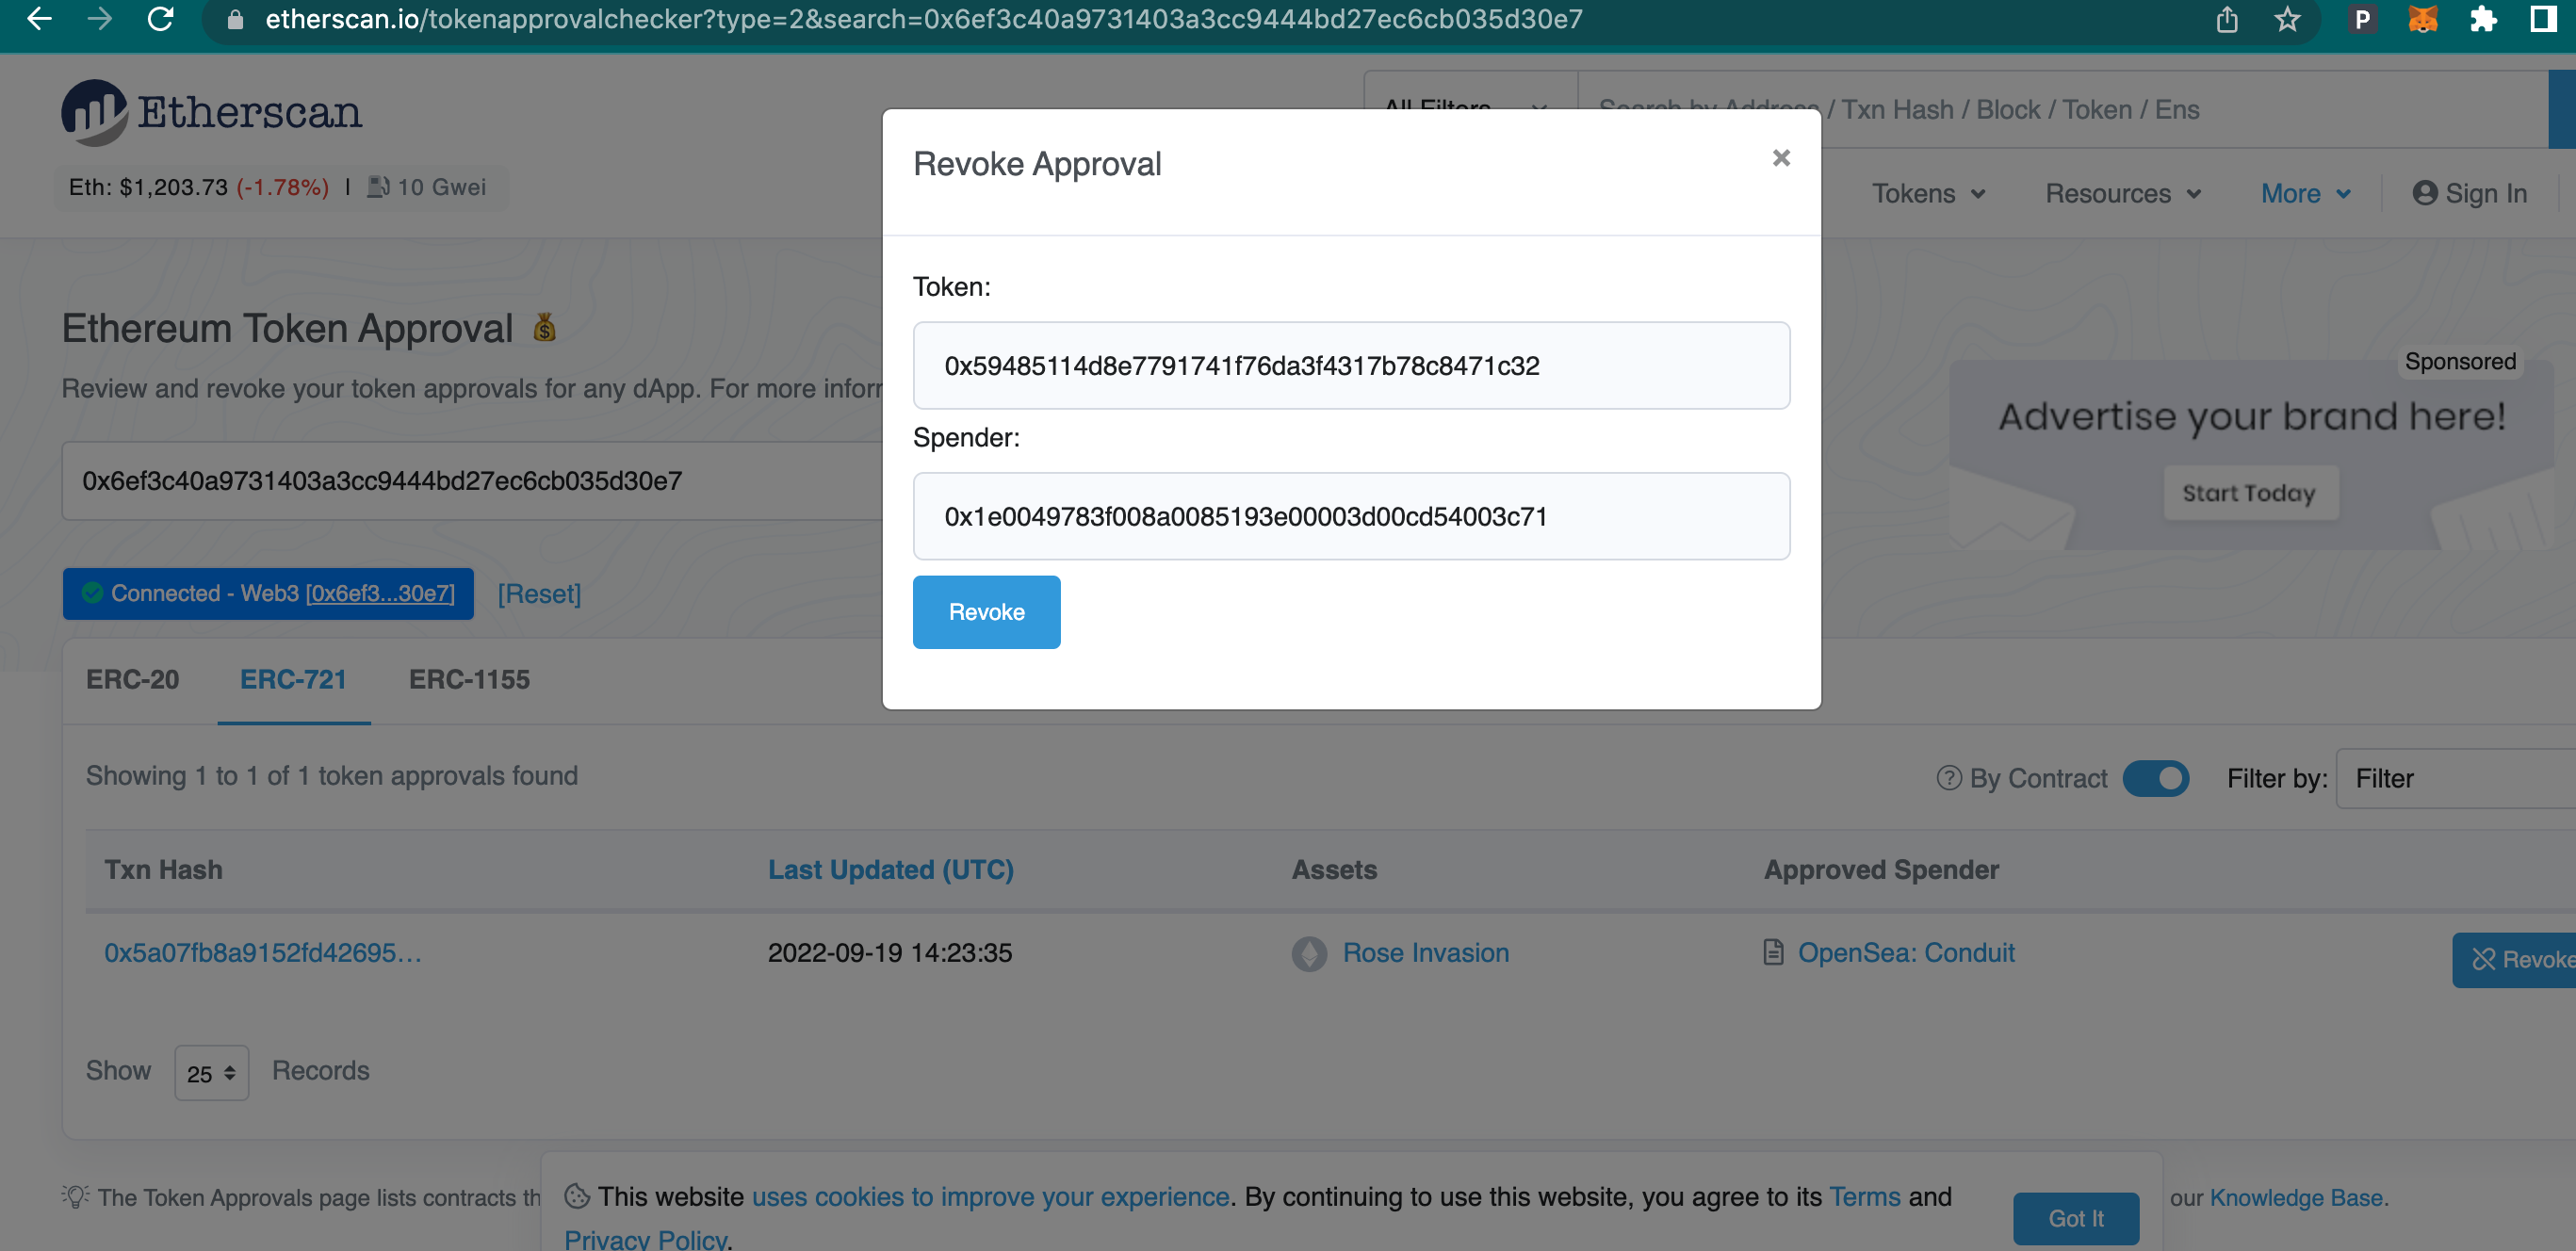 etherscan.io/tokenapprovalchecker?type=2&search=0x6ef3c40a9731403a3cc9444bd27ec6cb035d30e7
P
Etherscan
All Filters
Search by Address / Txn Hash / Block / Token / Ens
Eth: $1,203.73 (-1.78%) | 10 Gwei
Tokens
Resources
More
Sign In
Revoke Approval
×
Token:
0x59485114d8e7791741f76da3f4317b78c8471c32
Spender:
0x1e0049783f008a0085193e00003d00cd54003c71
Revoke
Ethereum Token Approval
Review and revoke your token approvals for any dApp. For more inforr
0x6ef3c40a9731403a3cc9444bd27ec6cb035d30e7
Sponsored
Advertise your brand here!
Start Today
Connected - Web3 [0x6ef3...30e7]
[Reset]
ERC-20
ERC-721
ERC-1155
Showing 1 to 1 of 1 token approvals found
By Contract
Filter by:
Filter
Txn Hash
Last Updated (UTC)
Assets
Approved Spender
0x5a07fb8a9152fd42695...
2022-09-19 14:23:35
Rose Invasion
OpenSea: Conduit
Revoke
Show 25 Records
The Token Approvals page lists contracts th
our Knowledge Base.
This website uses cookies to improve your experience. By continuing to use this website, you agree to its Terms and
Privacy Policy.
Got It